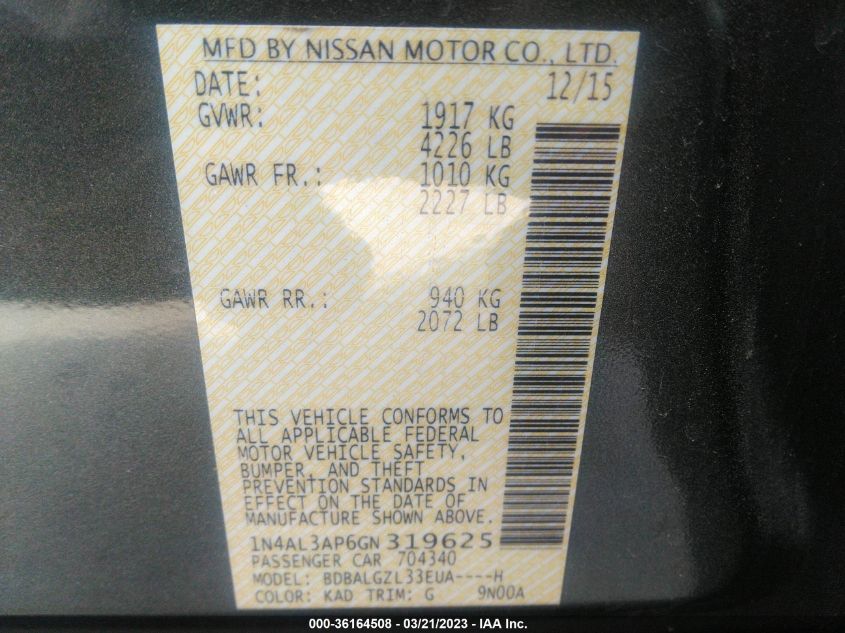 MFD BY NISSAN MOTOR CO., LTD.
DATE: 12/15
GVWR: 1917 KG
4226 LB
GAWR FR.: 1010 KG
2227 LB
GAWR RR.: 940 KG
2072 LB
THIS VEHICLE CONFORMS TO
ALL APPLICABLE FEDERAL
MOTOR VEHICLE SAFETY,
BUMPER, AND THEFT
PREVENTION STANDARDS IN
EFFECT ON THE DATE OF
MANUFACTURE SHOWN ABOVE.
1N4AL3AP6GN319625
PASSENGER CAR 704340
MODEL: BDBALGZL33EUA----H
COLOR: KAD TRIM: G 9N00A
000-36164508 - 03/21/2023 - IAA Inc.